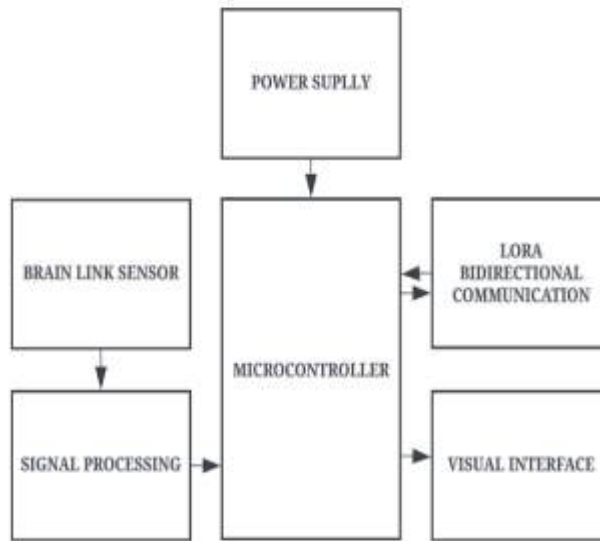 POWER SUPLLY
BRAIN LINK SENSOR
LORA
BIDIRECTIONAL
COMMUNICATION
MICROCONTROLLER
SIGNAL PROCESSING
VISUAL INTERFACE